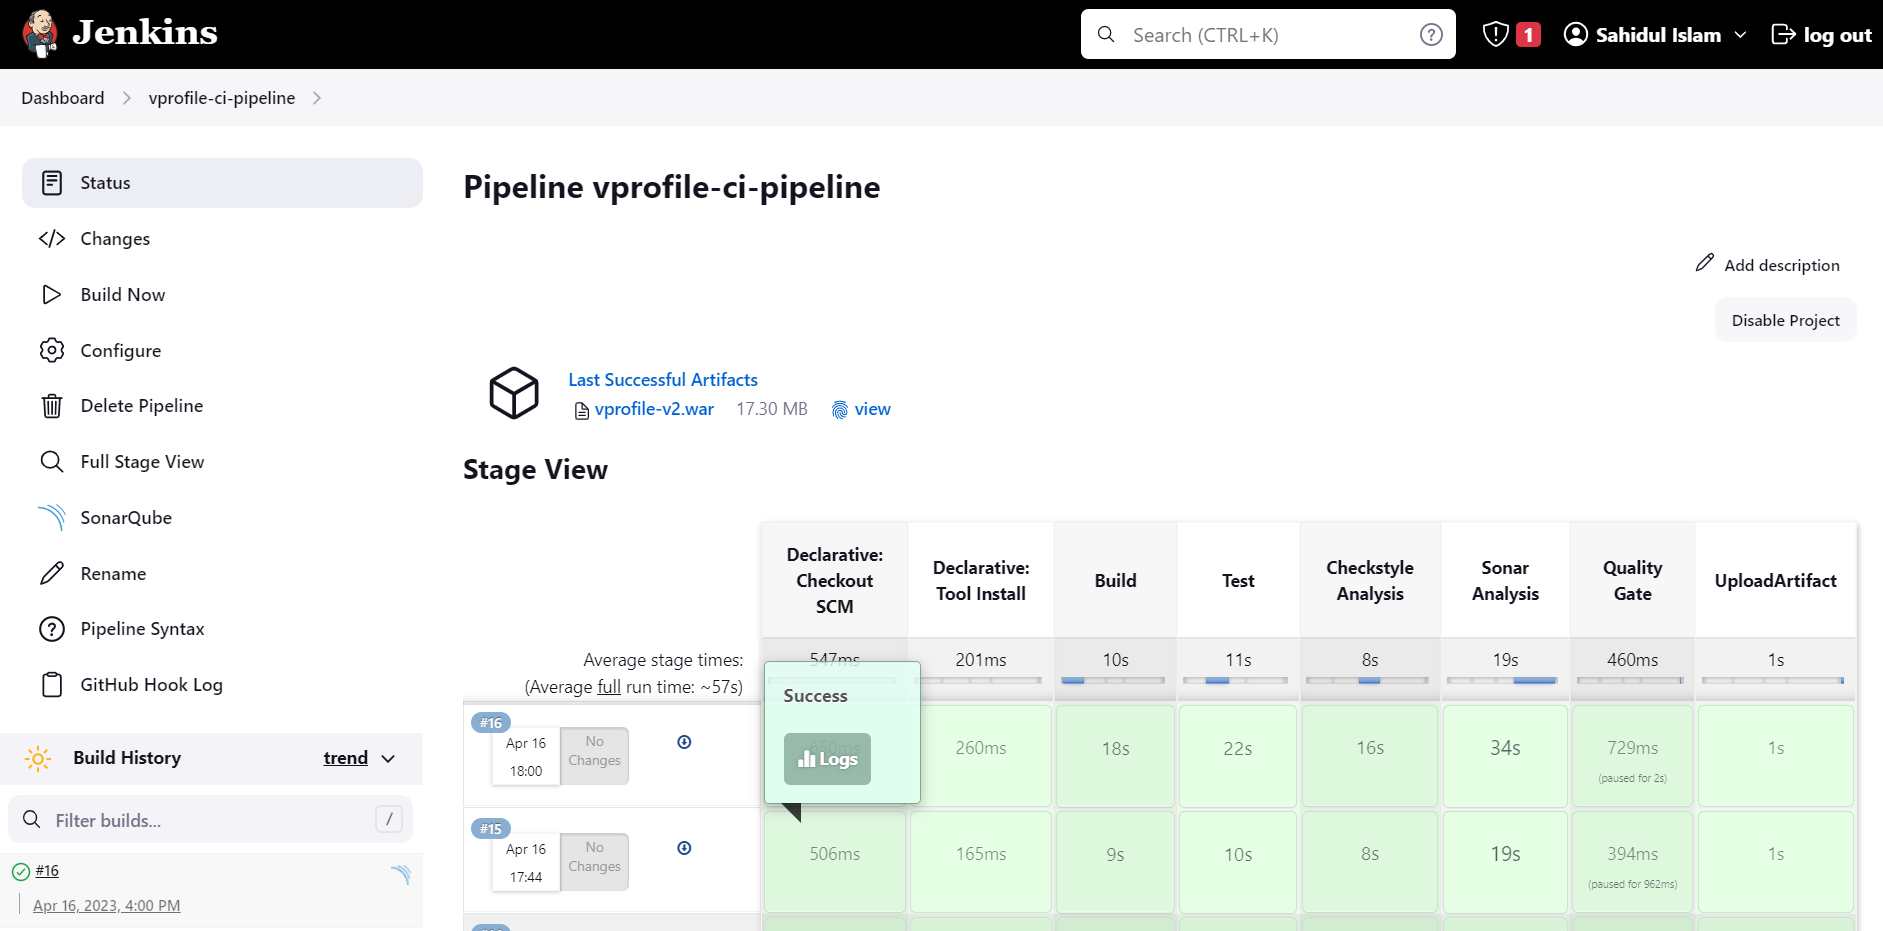 Jenkins
Search (CTRL+K)
?
1
Sahidul Islam
log out
Dashboard
vprofile-ci-pipeline
Status
Changes
Build Now
Configure
Delete Pipeline
Full Stage View
SonarQube
Rename
Pipeline Syntax
GitHub Hook Log
Build History
trend
Filter builds...
/
#16
Apr 16, 2023, 4:00 PM
Pipeline vprofile-ci-pipeline
Add description
Disable Project
Last Successful Artifacts
vprofile-v2.war 17.30 MB view
Stage View
Declarative: Checkout SCM
Declarative: Tool Install
Build
Test
Checkstyle Analysis
Sonar Analysis
Quality Gate
UploadArtifact
Average stage times:
(Average full run time: ~57s)
547ms
201ms
10s
11s
8s
19s
460ms
1s
#16
Apr 16
18:00
No Changes
Success
650ms
Logs
260ms
18s
22s
16s
34s
729ms
(paused for 2s)
1s
#15
Apr 16
17:44
No Changes
506ms
165ms
9s
10s
8s
19s
394ms
(paused for 962ms)
1s